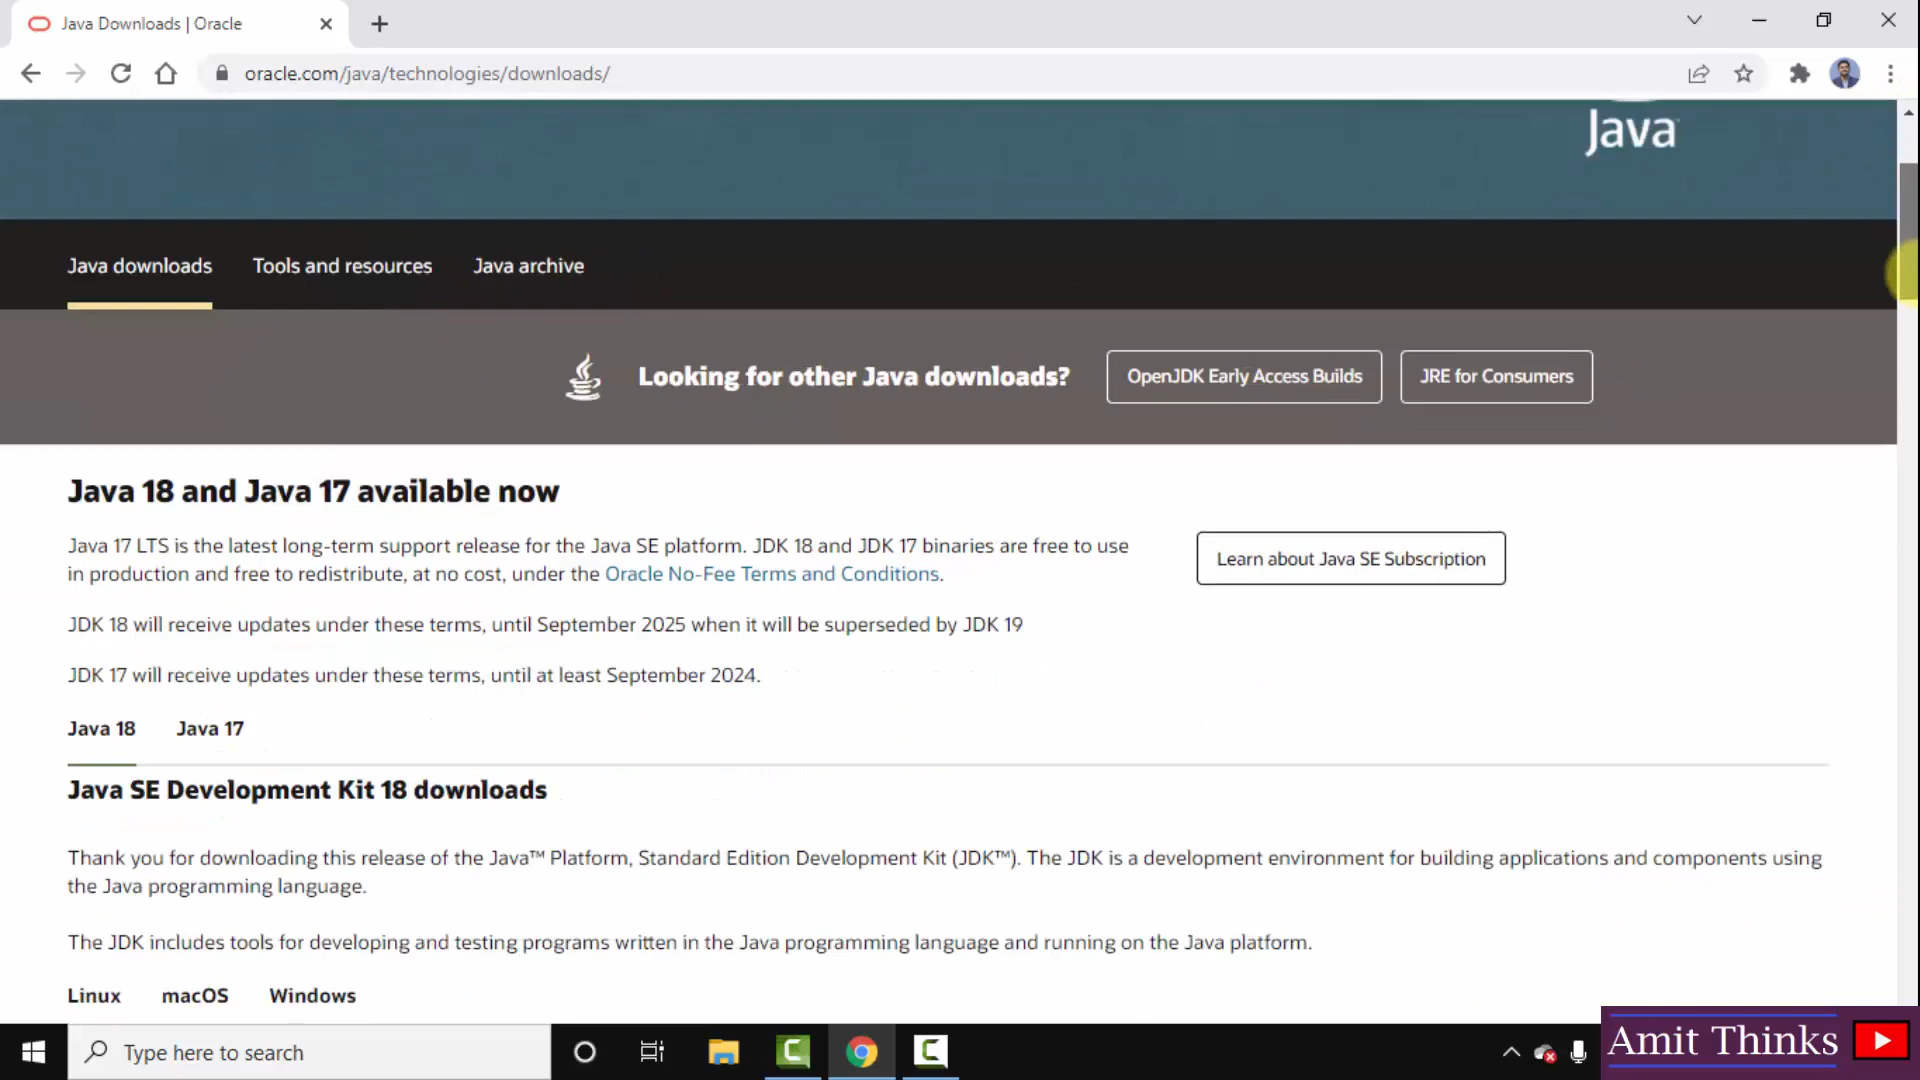 Java Downloads | Oracle
oracle.com/java/technologies/downloads/
Java
Java downloads Tools and resources Java archive
Looking for other Java downloads? OpenJDK Early Access Builds JRE for Consumers
Java 18 and Java 17 available now
Java 17 LTS is the latest long-term support release for the Java SE platform. JDK 18 and JDK 17 binaries are free to use
in production and free to redistribute, at no cost, under the Oracle No-Fee Terms and Conditions.
Learn about Java SE Subscription
JDK 18 will receive updates under these terms, until September 2025 when it will be superseded by JDK 19
JDK 17 will receive updates under these terms, until at least September 2024.
Java 18 Java 17
Java SE Development Kit 18 downloads
Thank you for downloading this release of the Java™ Platform, Standard Edition Development Kit (JDK™). The JDK is a development environment for building applications and components using
the Java programming language.
The JDK includes tools for developing and testing programs written in the Java programming language and running on the Java platform.
Linux macOS Windows
Type here to search
Amit Thinks